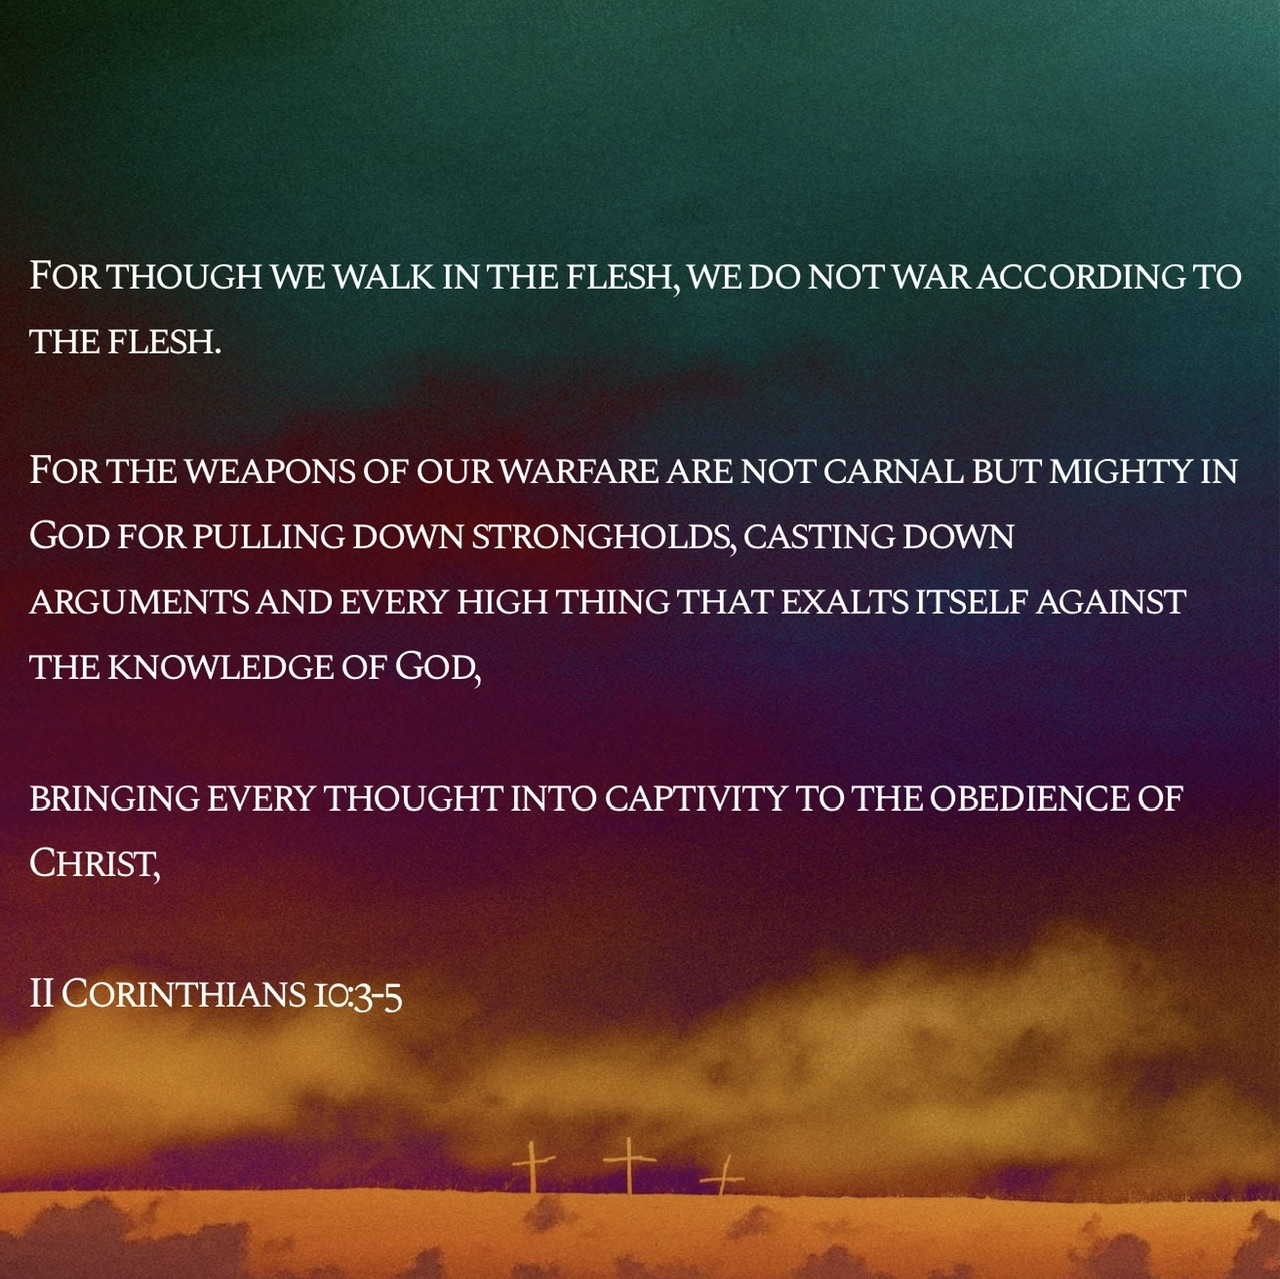 For though we walk in the flesh, we do not war according to
the flesh.
For the weapons of our warfare are not carnal but mighty in
God for pulling down strongholds, casting down
arguments and every high thing that exalts itself against
the knowledge of God,
bringing every thought into captivity to the obedience of
Christ,
II Corinthians 10:3-5